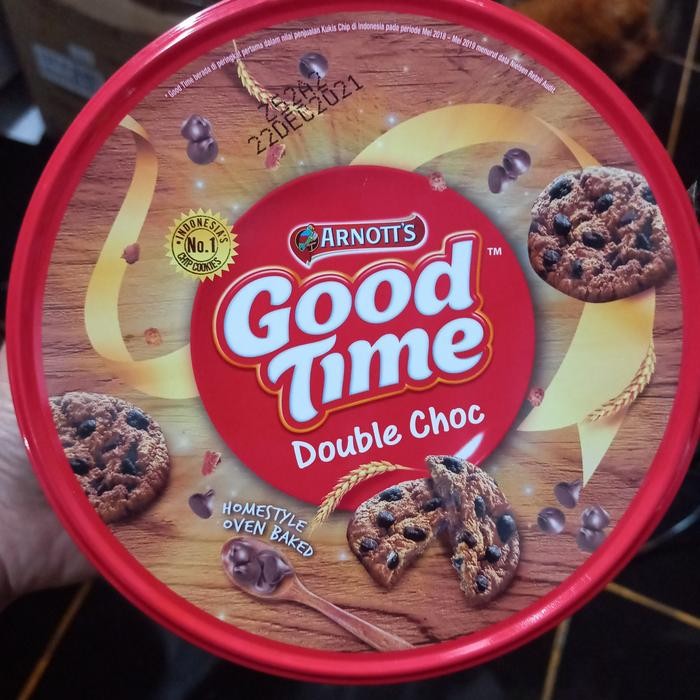 * Good Time berada di peringkat pertama dalam nilai penjualan Kukis Chip di Indonesia pada periode Mei 2018 - Mei 2019 menurut data Nielsen Retail Audit.
252A2
22DEC2021
INDONESIA'S
No.1
CHIP COOKIES
ARNOTT'S
Good
Time
TM
Double Choc
HOMESTYLE
OVEN BAKED